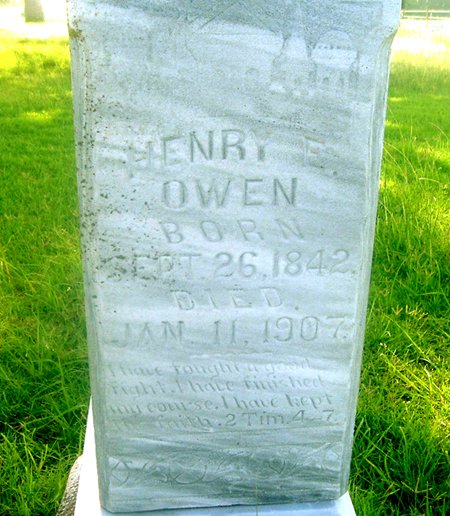 HENRY E.
OWEN
BORN
SEPT. 26, 1842.
DIED.
JAN. 11, 1907.
I have fought a good
fight, I have finished
my course, I have kept
the faith. 2 Tim. 4-7.